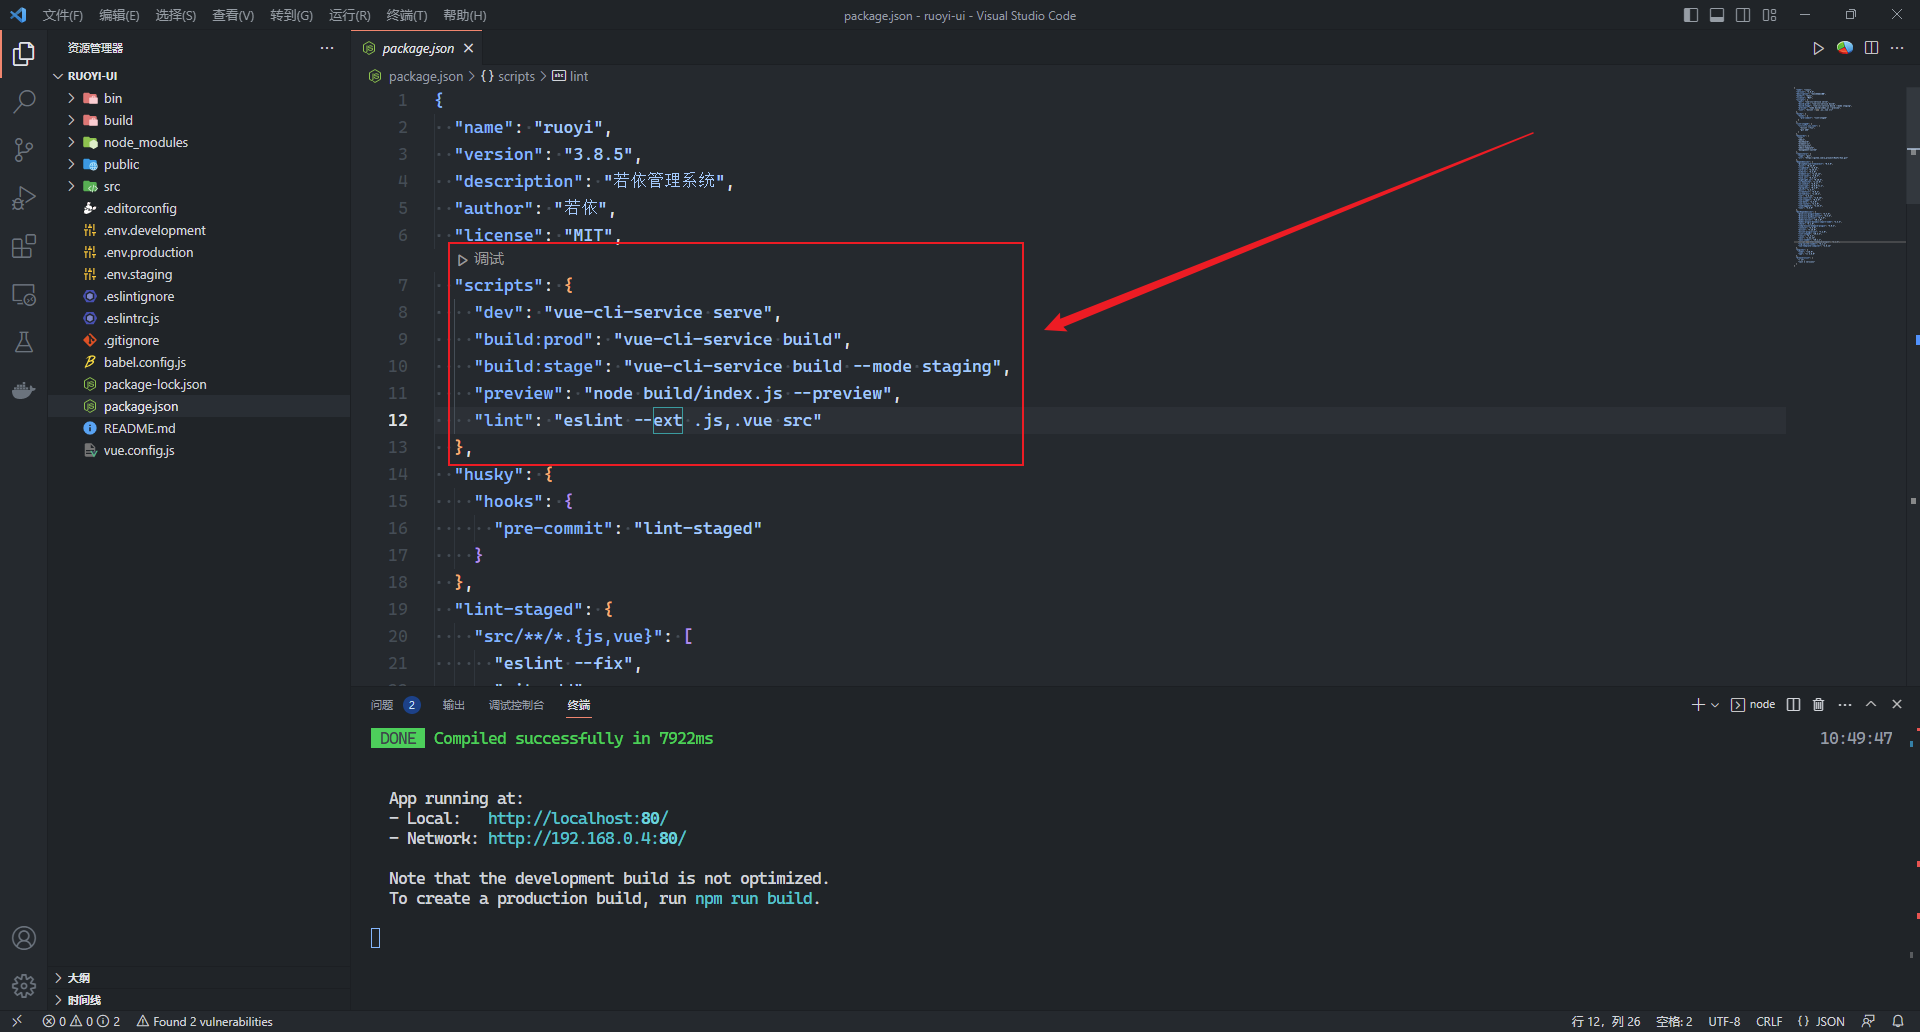 文件(F) 编辑(E) 选择(S) 查看(V) 转到(G) 运行(R) 终端(T) 帮助(H)
package.json - ruoyi-ui - Visual Studio Code
资源管理器
RUOYI-UI
bin
build
node_modules
public
src
.editorconfig
.env.development
.env.production
.env.staging
.eslintignore
.eslintrc.js
.gitignore
babel.config.js
package-lock.json
package.json
README.md
vue.config.js
大纲
时间线
package.json
package.json > {} scripts > lint
1 {
2 "name": "ruoyi",
3 "version": "3.8.5",
4 "description": "若依管理系统",
5 "author": "若依",
6 "license": "MIT",
调试
7 "scripts": {
8 "dev": "vue-cli-service serve",
9 "build:prod": "vue-cli-service build",
10 "build:stage": "vue-cli-service build --mode staging",
11 "preview": "node build/index.js --preview",
12 "lint": "eslint --ext .js,.vue src"
13 },
14 "husky": {
15 "hooks": {
16 "pre-commit": "lint-staged"
17 }
18 },
19 "lint-staged": {
20 "src/**/*.{js,vue}": [
21 "eslint --fix",
问题 2 输出 调试控制台 终端
node
DONE Compiled successfully in 7922ms 10:49:47
App running at:
- Local: http://localhost:80/
- Network: http://192.168.0.4:80/
Note that the development build is not optimized.
To create a production build, run npm run build.
0 0 2 Found 2 vulnerabilities
行 12，列 26 空格: 2 UTF-8 CRLF {} JSON